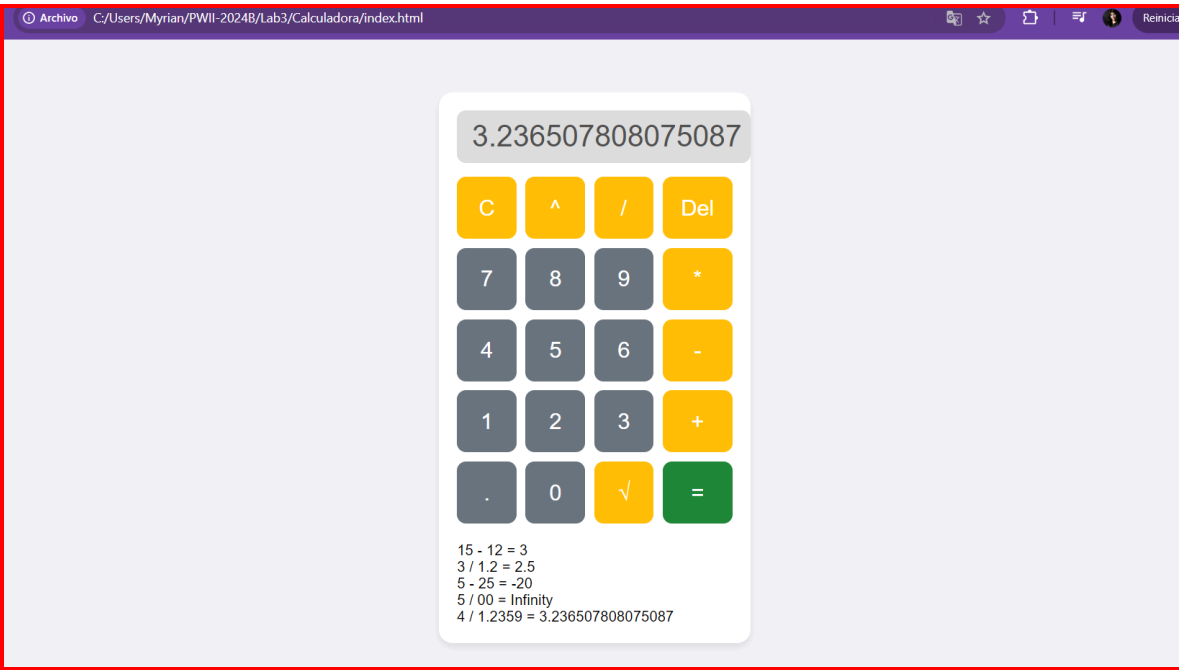 Archivo C:/Users/Myrian/PWII-2024B/Lab3/Calculadora/index.html Reinicia
3.236507808075087
C ^ / Del
7 8 9 *
4 5 6 -
1 2 3 +
. 0 √ =
15 - 12 = 3
3 / 1.2 = 2.5
5 - 25 = -20
5 / 00 = Infinity
4 / 1.2359 = 3.236507808075087